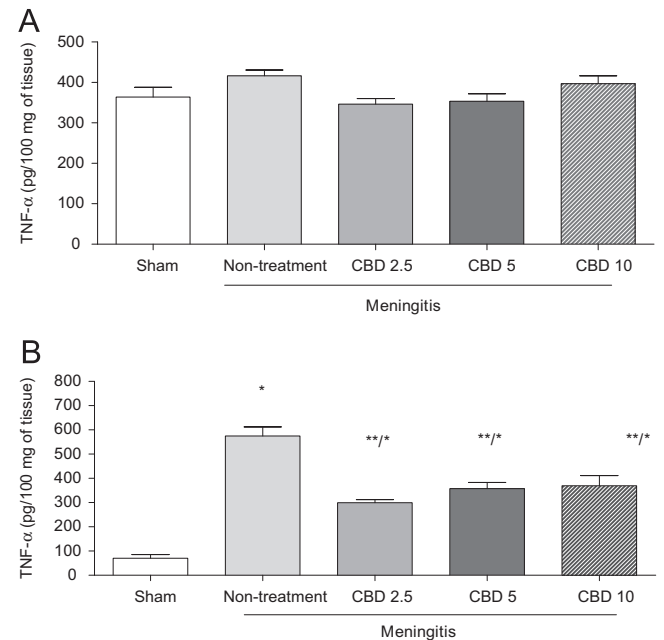 A
TNF-α (pg/100 mg of tissue)
500
400
300
200
100
0
Sham Non-treatment CBD 2.5 CBD 5 CBD 10
Meningitis
B
TNF-α (pg/100 mg of tissue)
800
700
600
500
400
300
200
100
0
*
**/* **/* **/*
Sham Non-treatment CBD 2.5 CBD 5 CBD 10
Meningitis